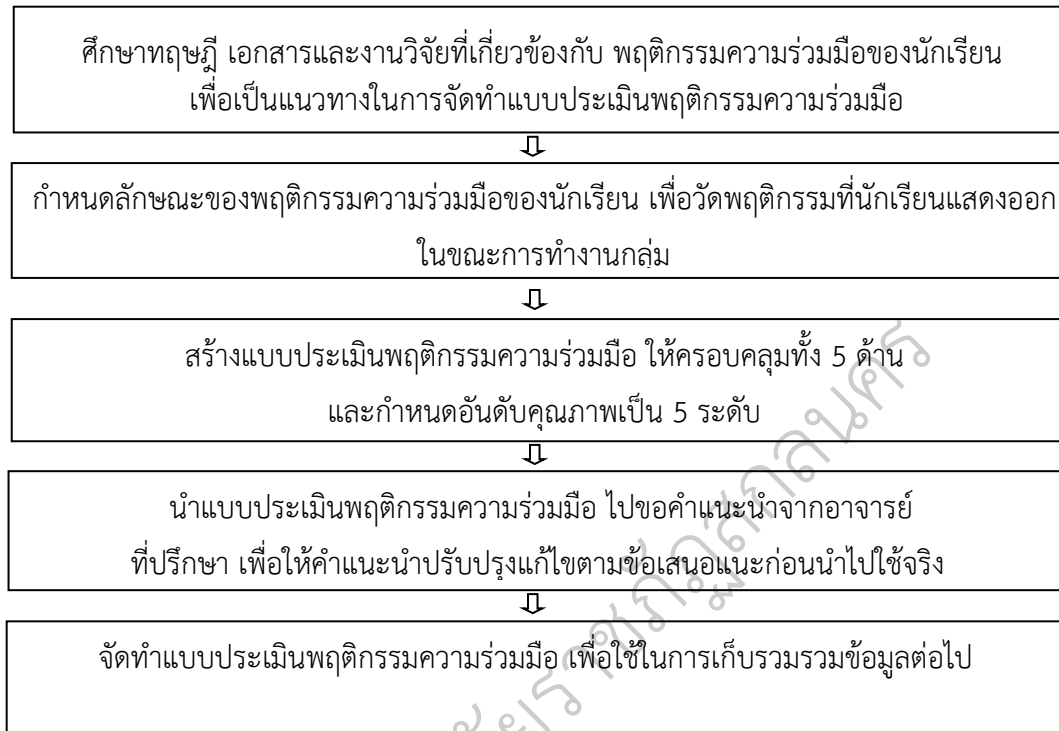 ศึกษาทฤษฎี เอกสารและงานวิจัยที่เกี่ยวข้องกับ พฤติกรรมความร่วมมือของนักเรียน
เพื่อเป็นแนวทางในการจัดทำแบบประเมินพฤติกรรมความร่วมมือ
กำหนดลักษณะของพฤติกรรมความร่วมมือของนักเรียน เพื่อวัดพฤติกรรมที่นักเรียนแสดงออก
ในขณะการทำงานกลุ่ม
สร้างแบบประเมินพฤติกรรมความร่วมมือ ให้ครอบคลุมทั้ง 5 ด้าน
และกำหนดอันดับคุณภาพเป็น 5 ระดับ
นำแบบประเมินพฤติกรรมความร่วมมือ ไปขอคำแนะนำจากอาจารย์
ที่ปรึกษา เพื่อให้คำแนะนำปรับปรุงแก้ไขตามข้อเสนอแนะก่อนนำไปใช้จริง
จัดทำแบบประเมินพฤติกรรมความร่วมมือ เพื่อใช้ในการเก็บรวมรวมข้อมูลต่อไป
ราชภัฏสกลนคร